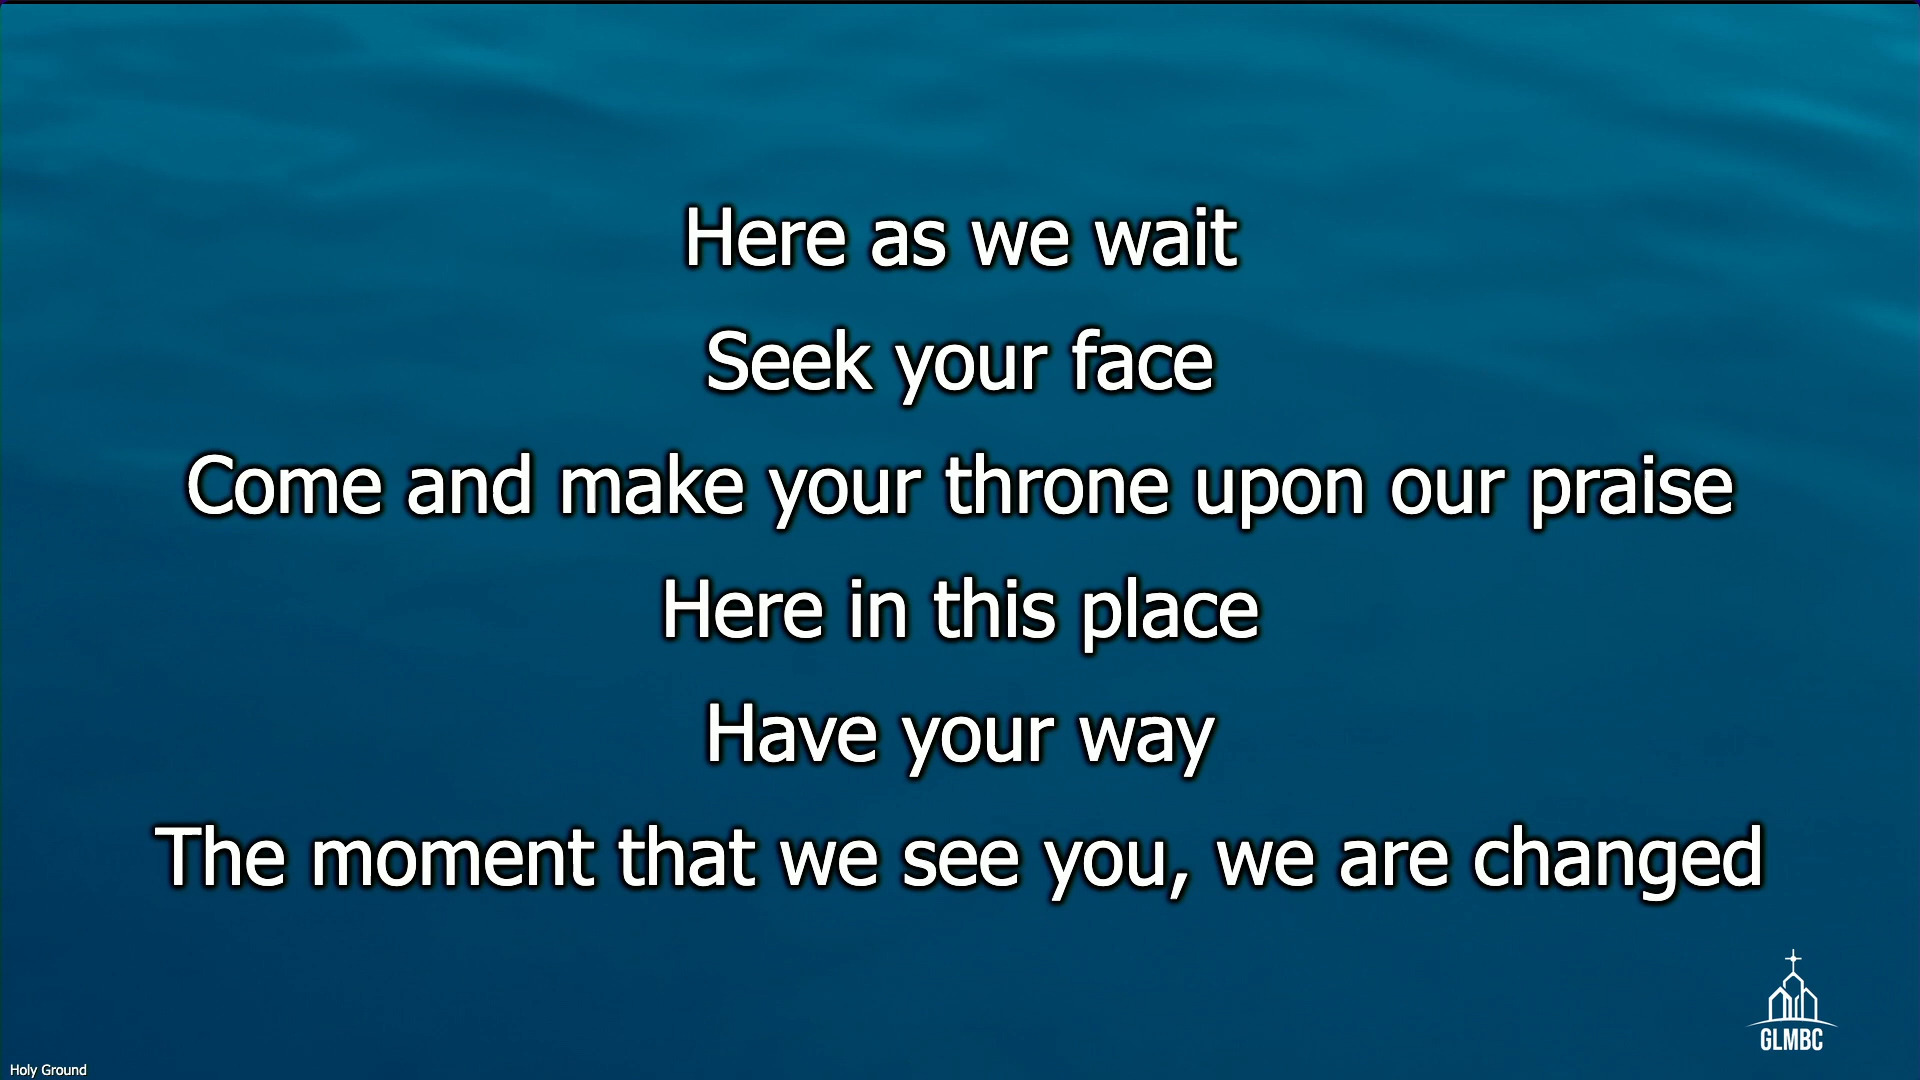 Here as we wait
Seek your face
Come and make your throne upon our praise
Here in this place
Have your way
The moment that we see you, we are changed
GLMBC
Holy Ground